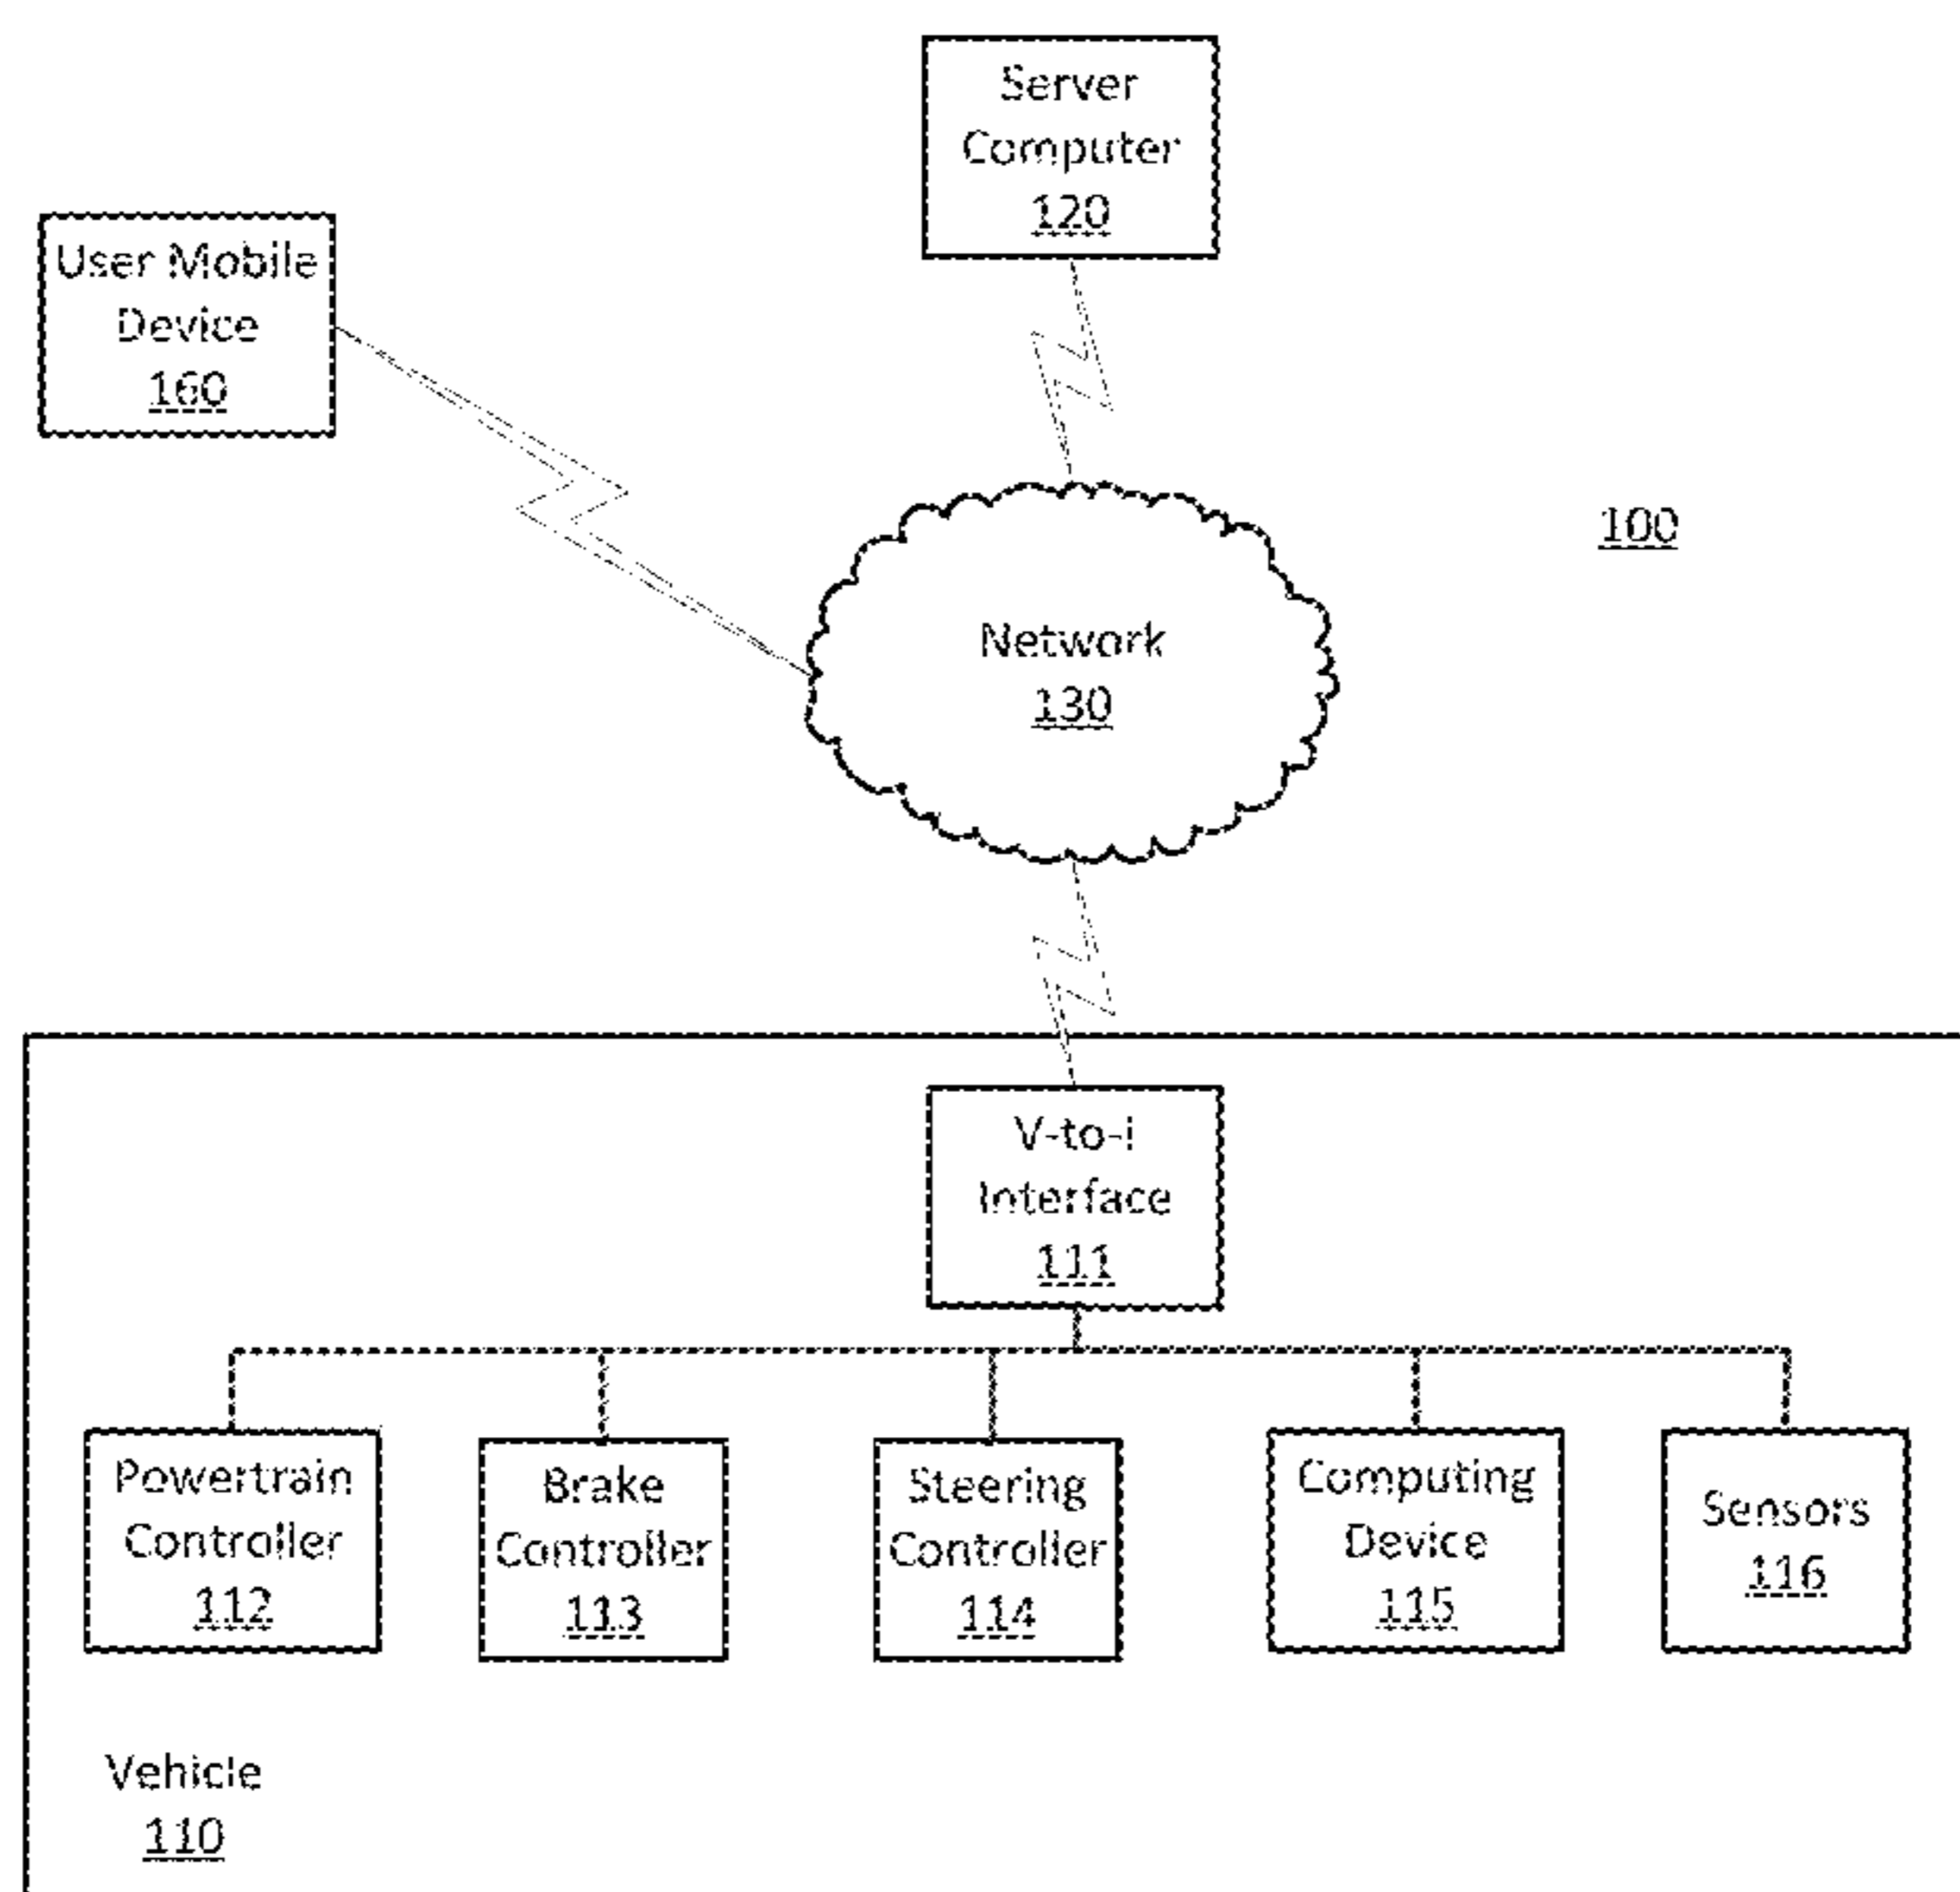 Server
Computer
120
User Mobile
Device
160
100
Network
130
V-to-I
Interface
111
Powertrain
Controller
112
Brake
Controller
113
Steering
Controller
114
Computing
Device
115
Sensors
116
Vehicle
110